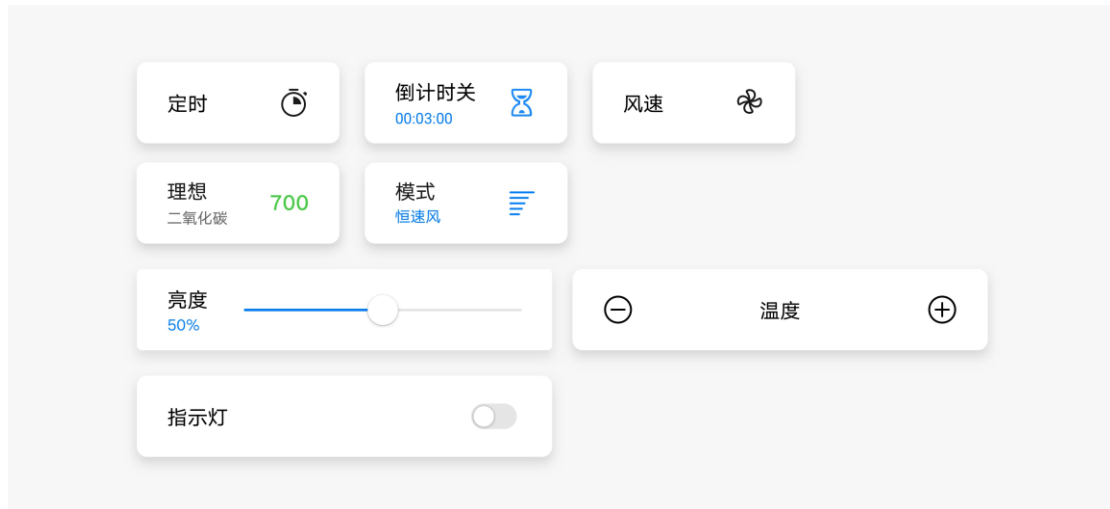 定时
倒计时关
00:03:00
风速
理想
二氧化碳
700
模式
恒速风
亮度
50%
温度
指示灯